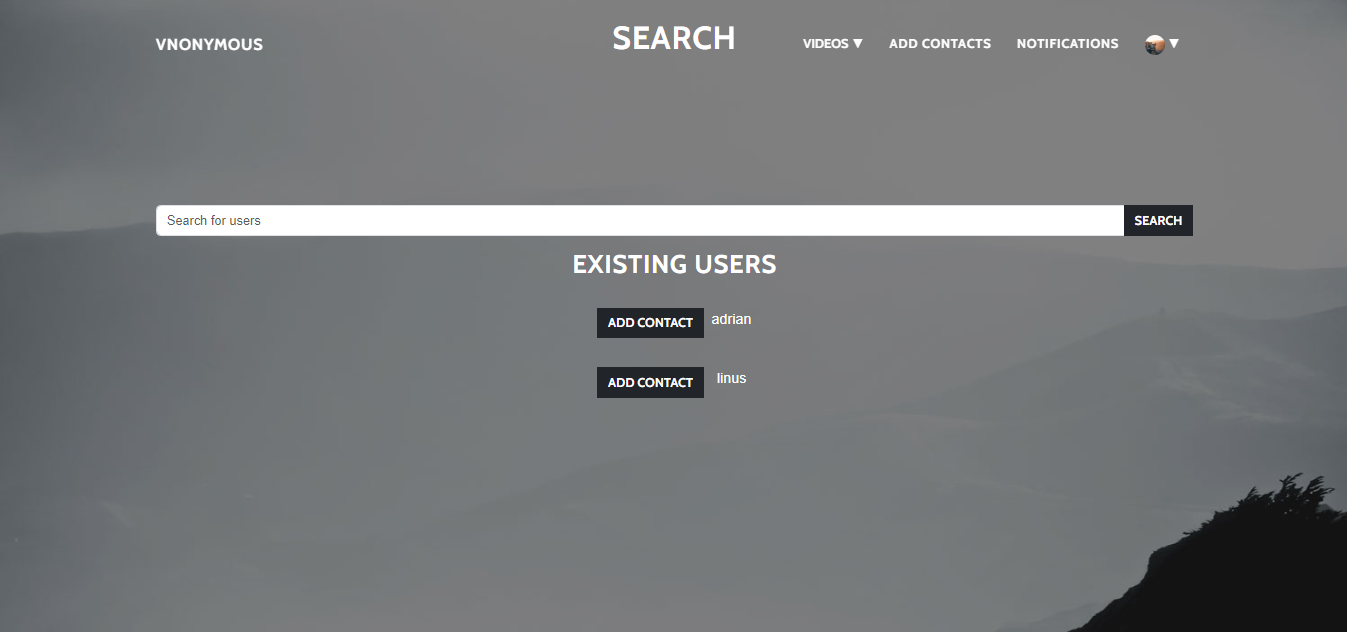 VNONYMOUS
SEARCH
VIDEOS ▼ ADD CONTACTS NOTIFICATIONS ▼
Search for users SEARCH
EXISTING USERS
ADD CONTACT adrian
ADD CONTACT linus